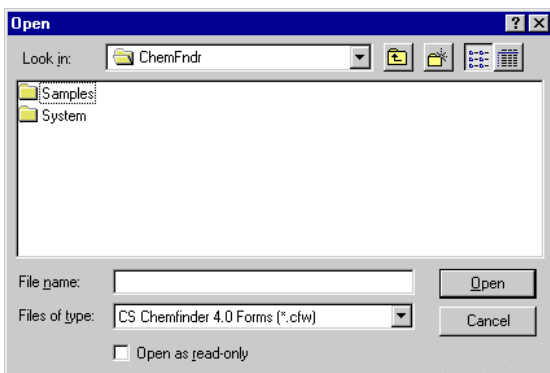 Open
Look in: ChemFndr
Samples
System
File name:
Open
Files of type: CS Chemfinder 4.0 Forms (*.cfw)
Cancel
Open as read-only